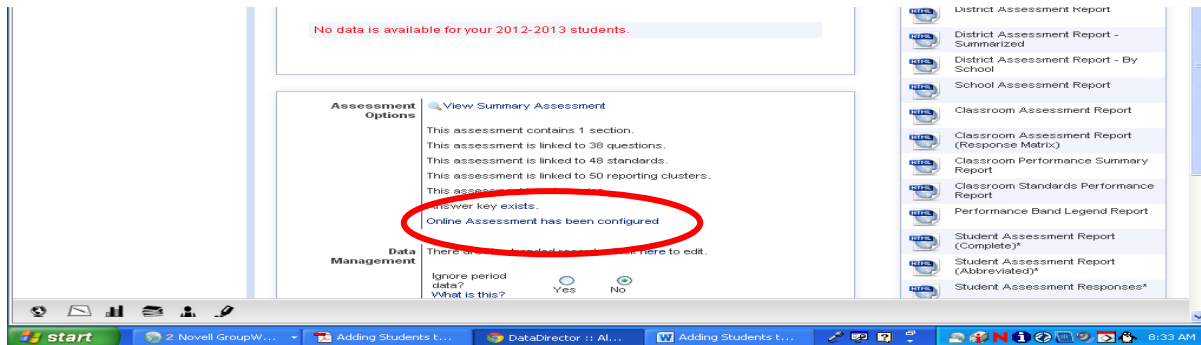 District Assessment Report
No data is available for your 2012-2013 students.
District Assessment Report -
Summarized
District Assessment Report - By
School
School Assessment Report
Assessment
Options
View Summary Assessment
This assessment contains 1 section.
This assessment is linked to 38 questions.
This assessment is linked to 48 standards.
This assessment is linked to 50 reporting clusters.
This
Answer key exists.
Online Assessment has been configured
Data
Management
There are here to edit.
Ignore period
data?
What is this?
Yes No
Classroom Assessment Report
Classroom Assessment Report
(Response Matrix)
Classroom Performance Summary
Report
Classroom Standards Performance
Report
Performance Band Legend Report
Student Assessment Report
(Complete)*
Student Assessment Report
(Abbreviated)*
Student Assessment Responses*
start
2 Novell GroupW...
Adding Students t...
DataDirector :: Al...
Adding Students t...
8:33 AM